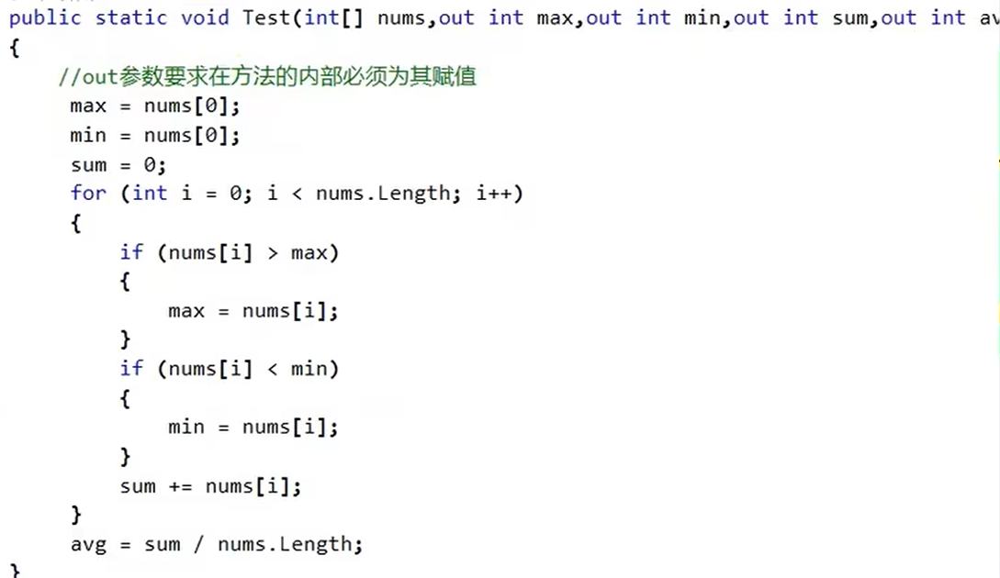 public static void Test(int[] nums,out int max,out int min,out int sum,out int av
{
//out参数要求在方法的内部必须为其赋值
max = nums[0];
min = nums[0];
sum = 0;
for (int i = 0; i < nums.Length; i++)
{
if (nums[i] > max)
{
max = nums[i];
}
if (nums[i] < min)
{
min = nums[i];
}
sum += nums[i];
}
avg = sum / nums.Length;
}